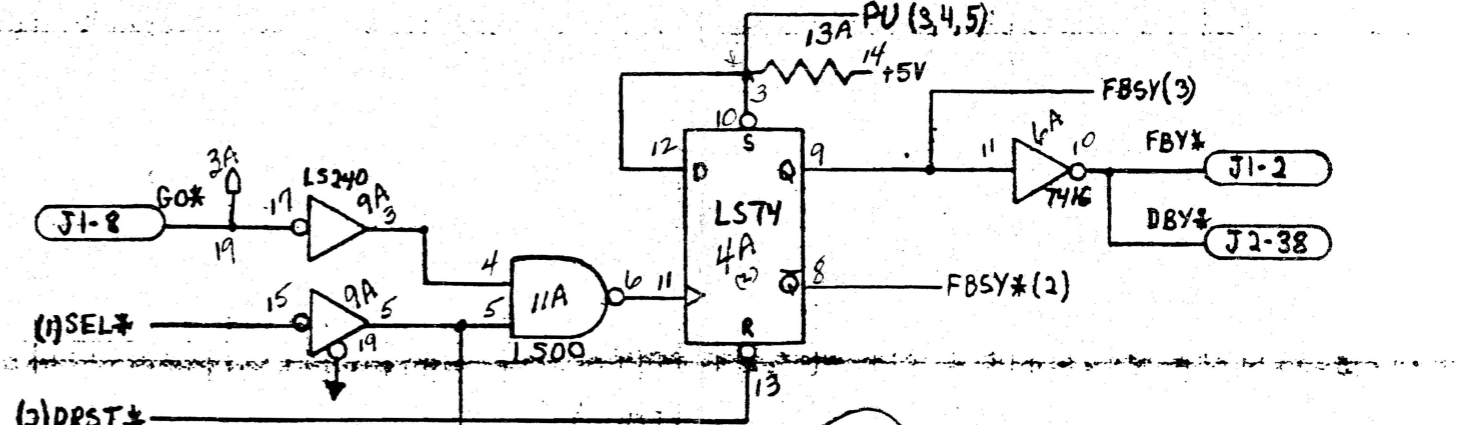 PU (3,4,5)
13A
14
+5V
3
10
S
12
D
Q
9
FBSY(3)
11
6A
10
7416
FBY*
J1-2
DBY*
J2-38
3A
LS240
GO*
17
9A
3
J1-8
19
LS74
4A
(2)
Q
8
FBSY*(2)
4
6
11
11A
5
LS00
15
9A
5
(1)SEL*
19
R
13
(2)DRST*